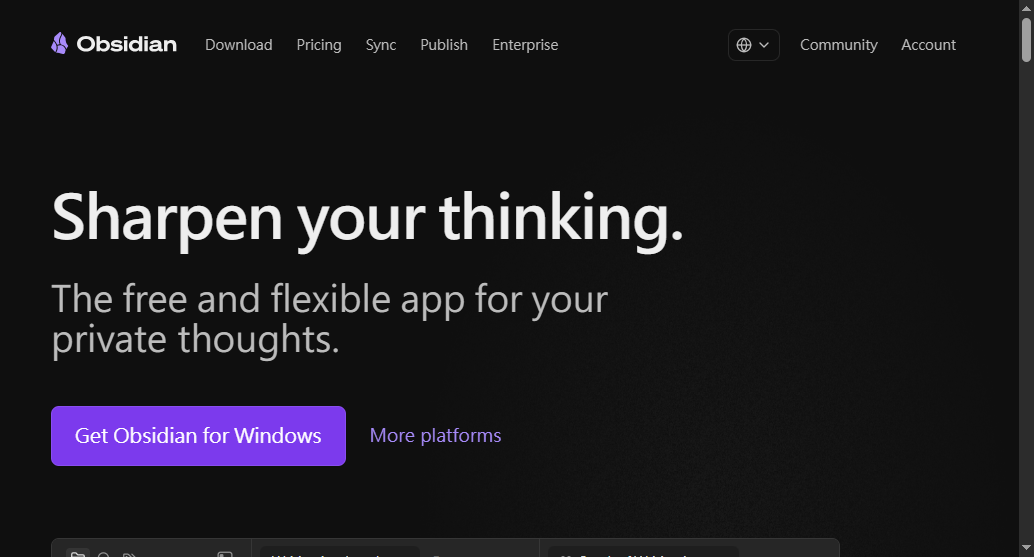 Obsidian Download Pricing Sync Publish Enterprise Community Account
Sharpen your thinking.
The free and flexible app for your
private thoughts.
Get Obsidian for Windows More platforms